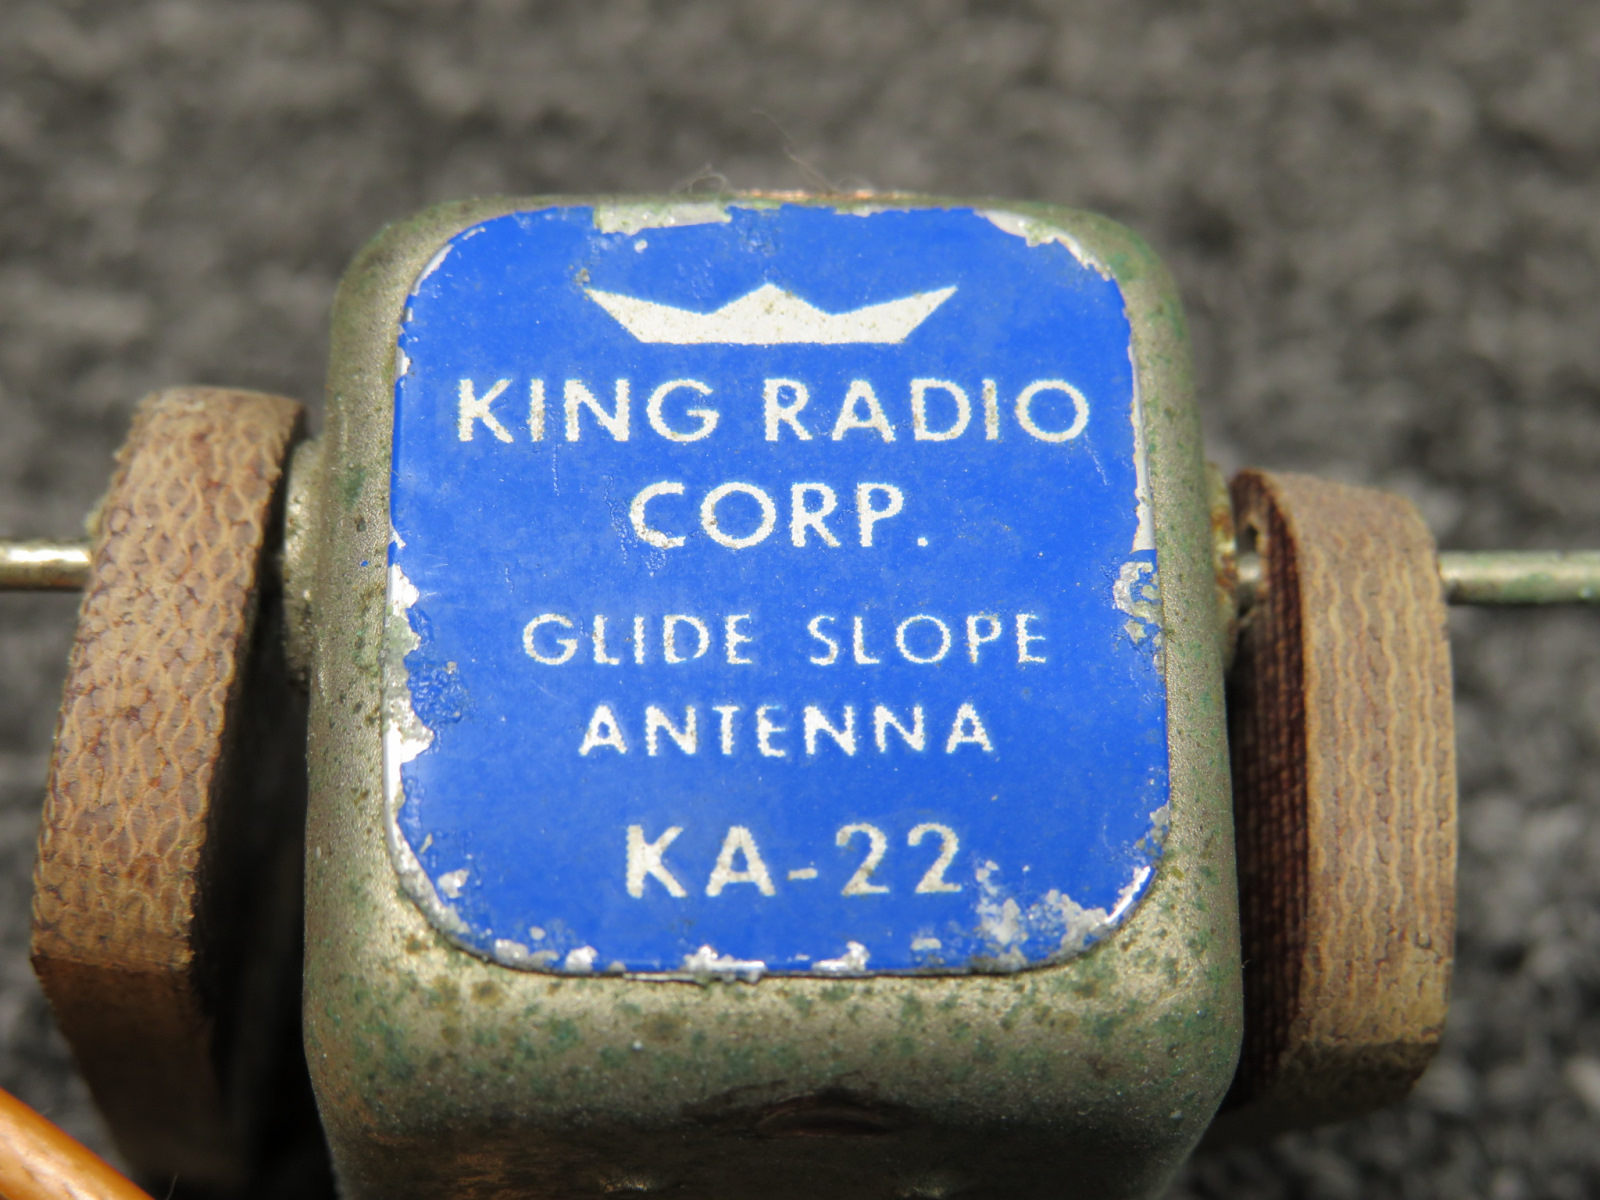 KING RADIO
CORP.
GLIDE SLOPE
ANTENNA
KA-22